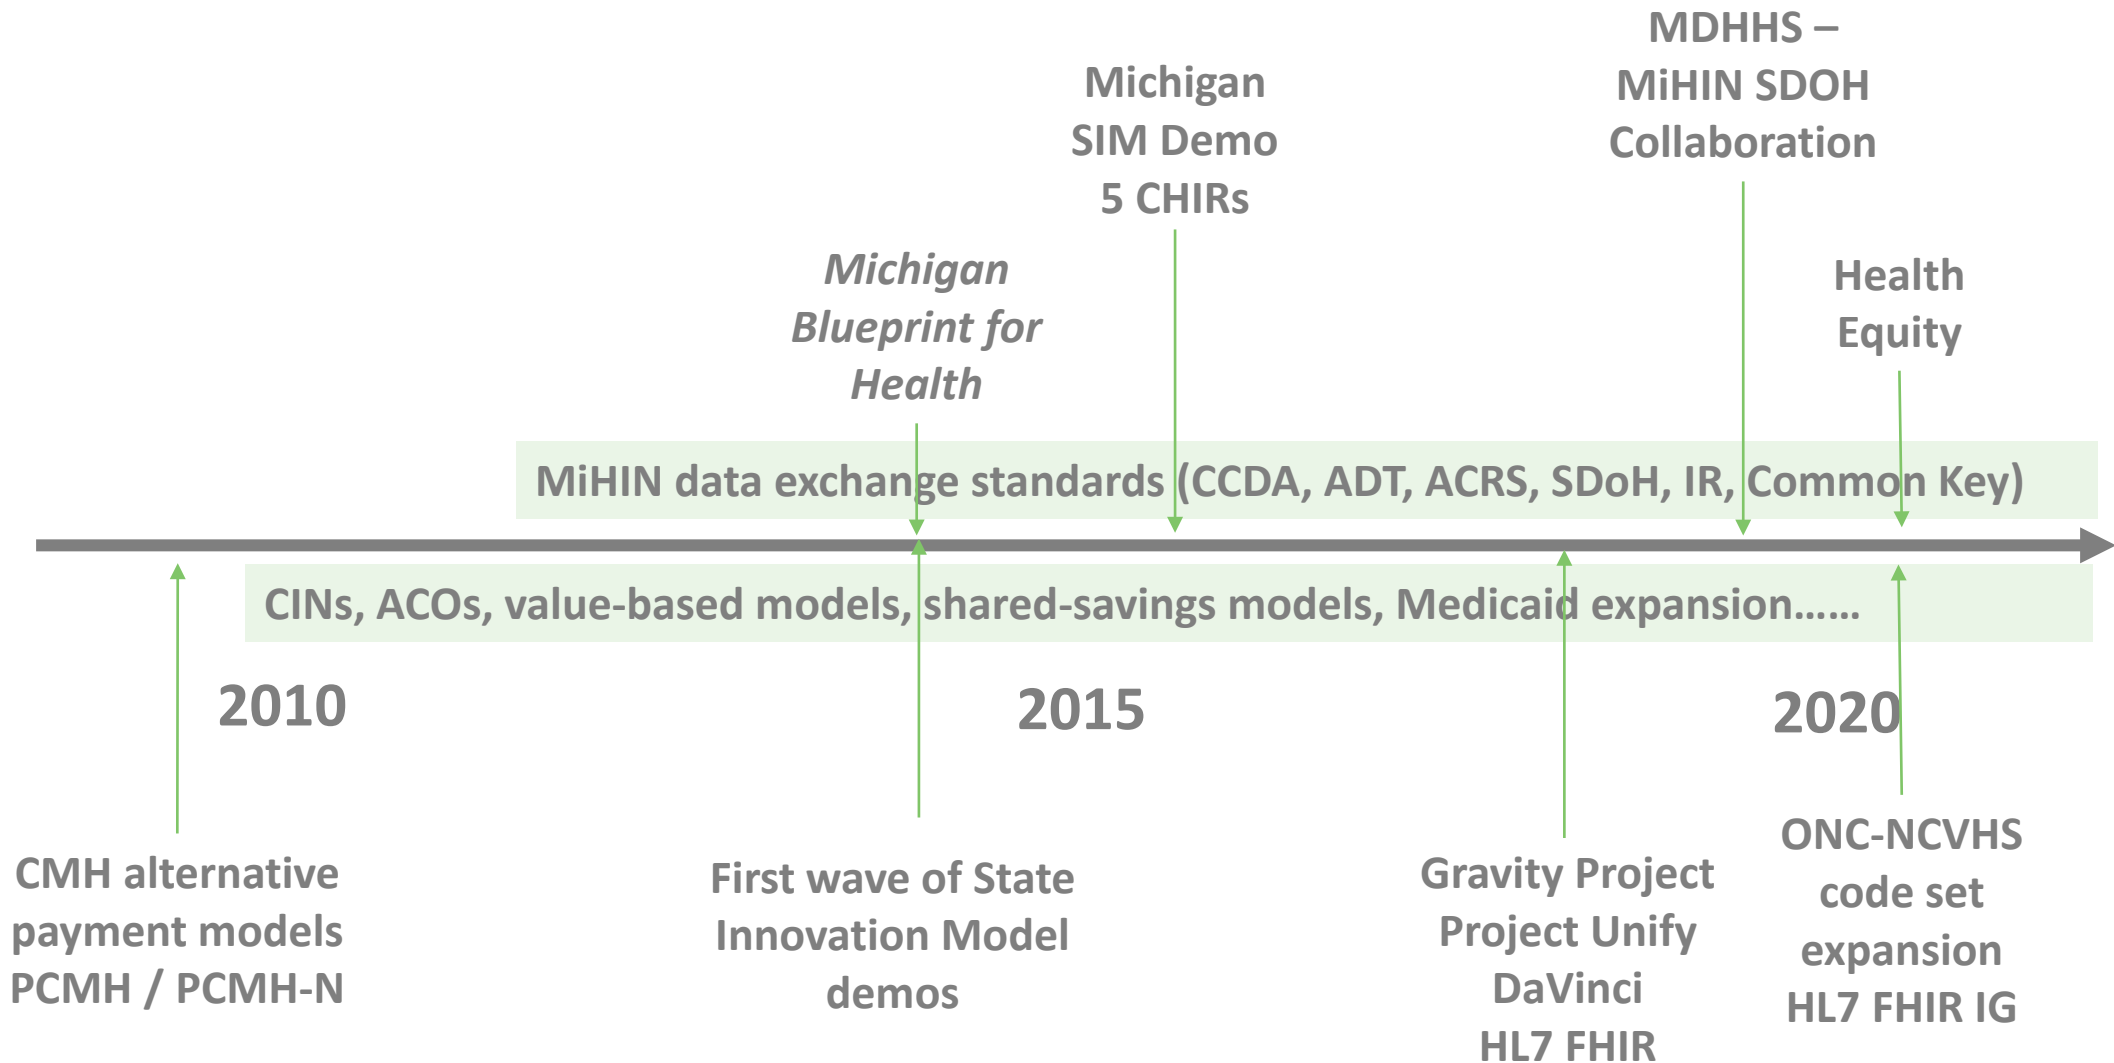 MDHHS –
MiHIN SDOH
Collaboration
Michigan
SIM Demo
5 CHIRs
Michigan
Blueprint for
Health
Health
Equity
MiHIN data exchange standards (CCDA, ADT, ACRS, SDoH, IR, Common Key)
CINs, ACOs, value-based models, shared-savings models, Medicaid expansion……
2010
2015
2020
CMH alternative
payment models
PCMH / PCMH-N
First wave of State
Innovation Model
demos
Gravity Project
Project Unify
DaVinci
HL7 FHIR
ONC-NCVHS
code set
expansion
HL7 FHIR IG